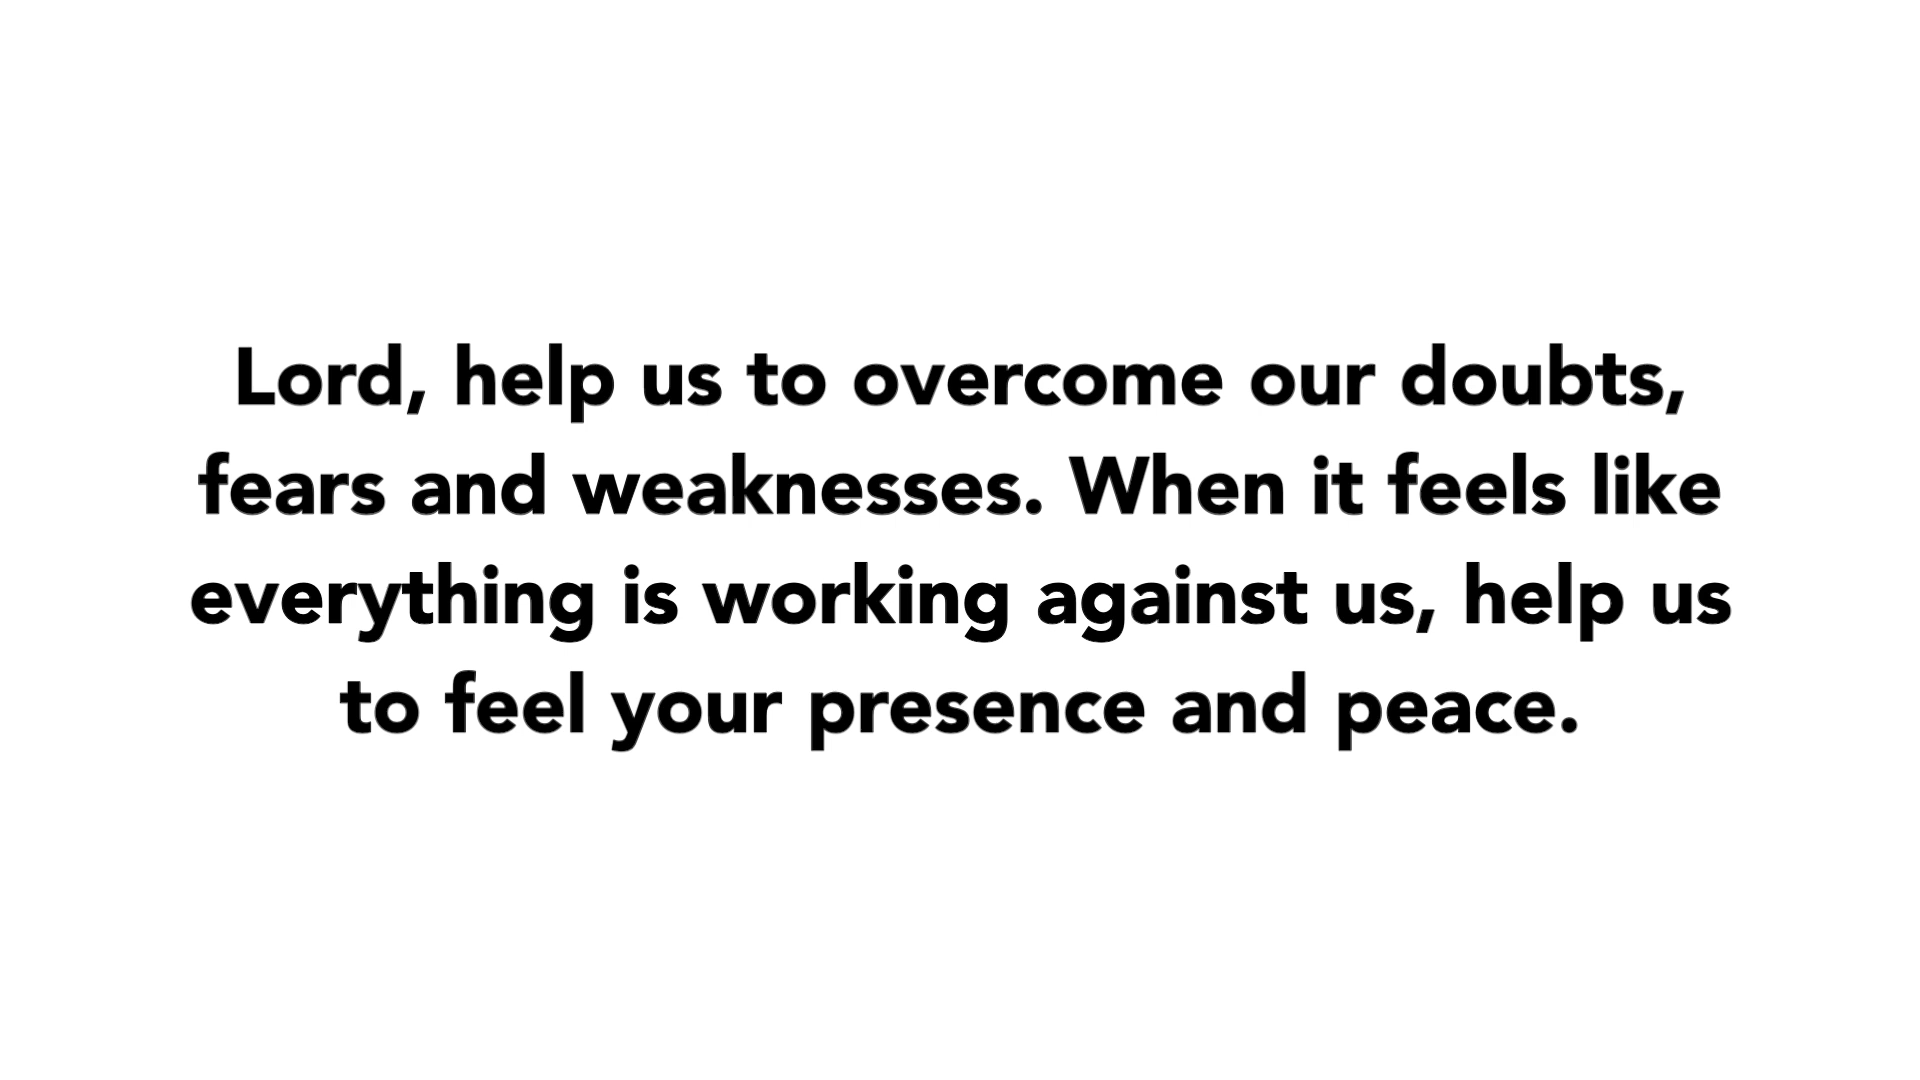 Lord, help us to overcome our doubts,
fears and weaknesses. When it feels like
everything is working against us, help us
to feel your presence and peace.